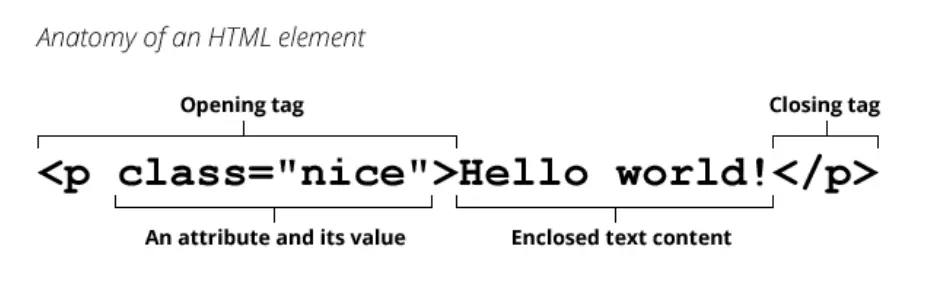 Anatomy of an HTML element
Opening tag Closing tag
<p class="nice">Hello world!</p>
An attribute and its value Enclosed text content